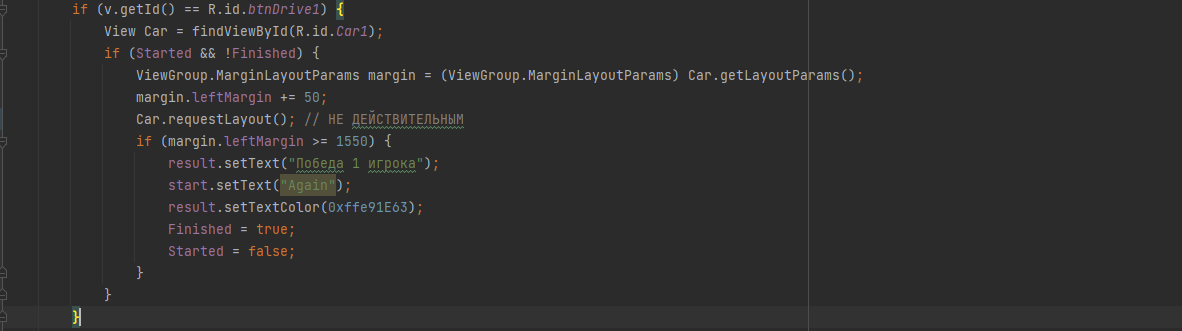 if (v.getId() == R.id.btnDrive1) {
View Car = findViewById(R.id.Car1);
if (Started && !Finished) {
ViewGroup.MarginLayoutParams margin = (ViewGroup.MarginLayoutParams) Car.getLayoutParams();
margin.leftMargin += 50;
Car.requestLayout(); // НЕ ДЕЙСТВИТЕЛЬНЫМ
if (margin.leftMargin >= 1550) {
result.setText("Победа 1 игрока");
start.setText("Again");
result.setTextColor(0xffe91E63);
Finished = true;
Started = false;
}
}
}